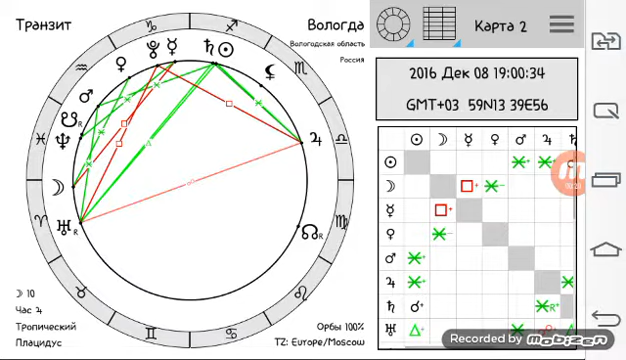 Транзит
Вологда
Вологодская область
Россия
Карта 2
2016 Дек 08 19:00:34
GMT+03 59N13 39E56
R
R
R
☽ 10
Час ♃
Тропический
Плацидус
Орбы 100%
TZ: Europe/Moscow
Recorded by mobizen